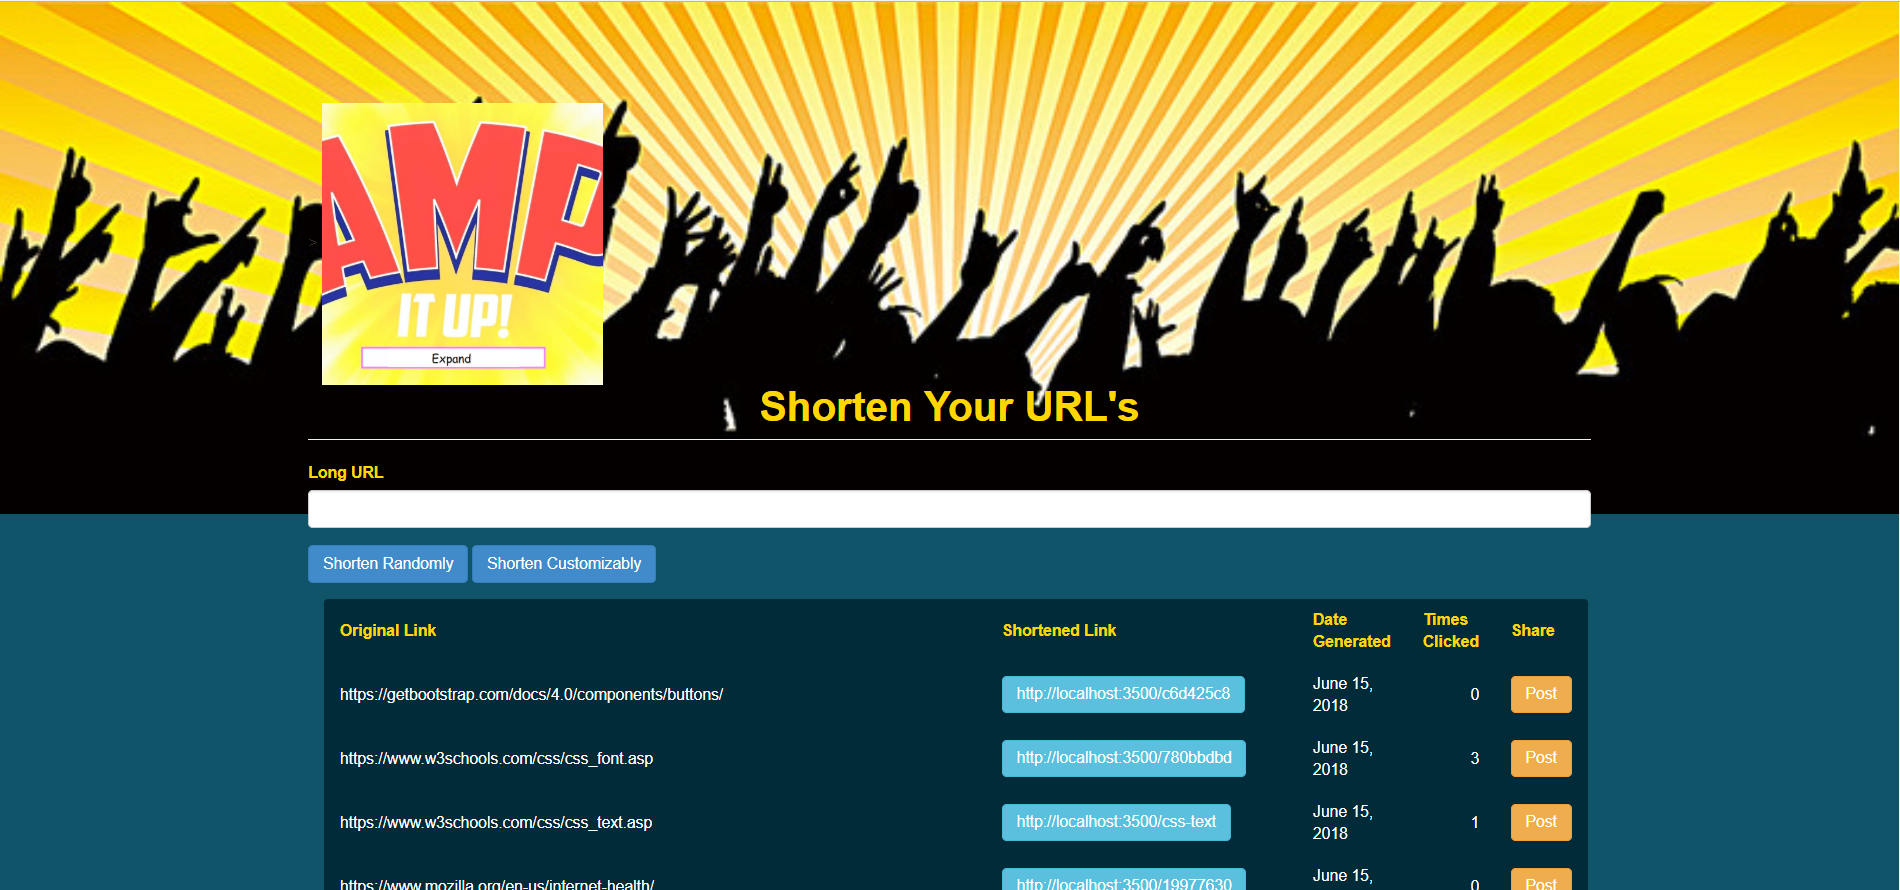 AMP
IT UP!
Expand
>
Shorten Your URL's
Long URL
Shorten Randomly Shorten Customizably
Original Link Shortened Link Date Generated Times Clicked Share
https://getbootstrap.com/docs/4.0/components/buttons/ http://localhost:3500/c6d425c8 June 15, 2018 0 Post
https://www.w3schools.com/css/css_font.asp http://localhost:3500/780bbdbd June 15, 2018 3 Post
https://www.w3schools.com/css/css_text.asp http://localhost:3500/css-text June 15, 2018 1 Post
https://www.mozilla.org/en-us/internet-health/ http://localhost:3500/19977630 June 15, 0 Post